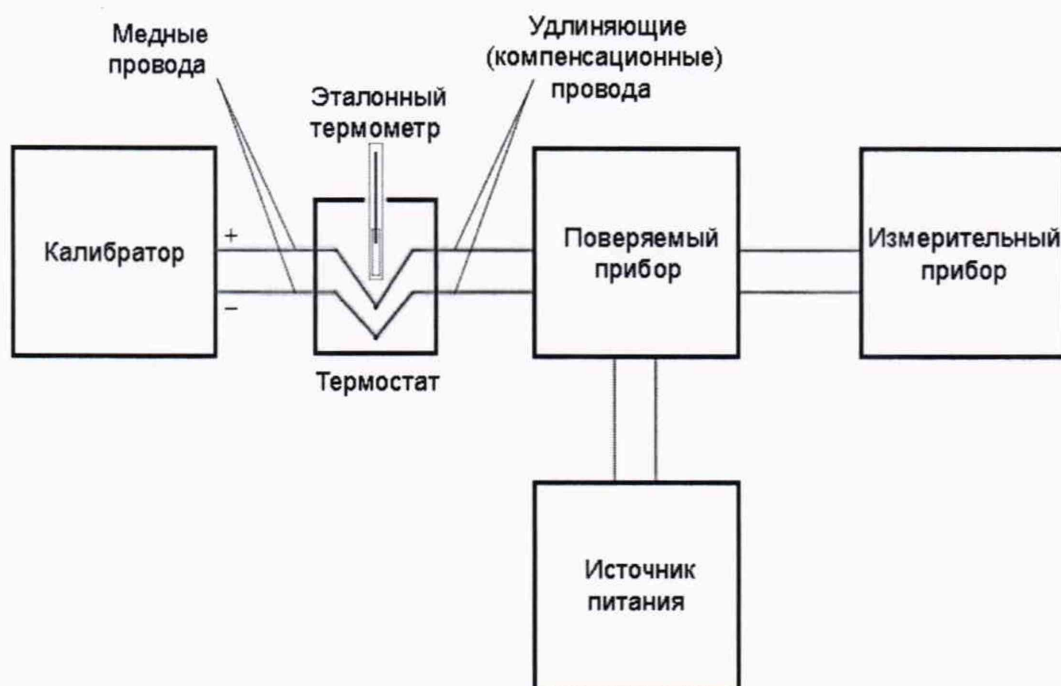 Медные
провода
Удлиняющие
(компенсационные)
провода
Эталонный
термометр
Калибратор
+
−
Термостат
Поверяемый
прибор
Измерительный
прибор
Источник
питания